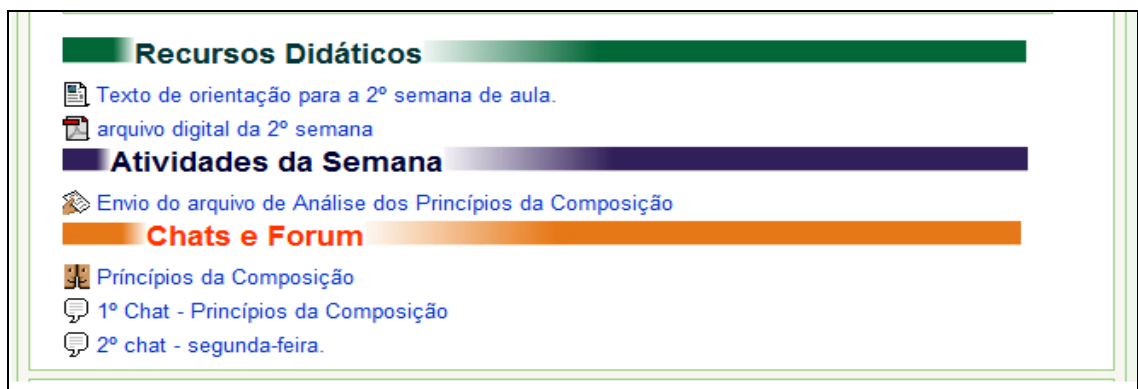 Recursos Didáticos
Texto de orientação para a 2º semana de aula.
arquivo digital da 2º semana
Atividades da Semana
Envio do arquivo de Análise dos Princípios da Composição
Chats e Forum
Príncípios da Composição
1º Chat - Princípios da Composição
2º chat - segunda-feira.